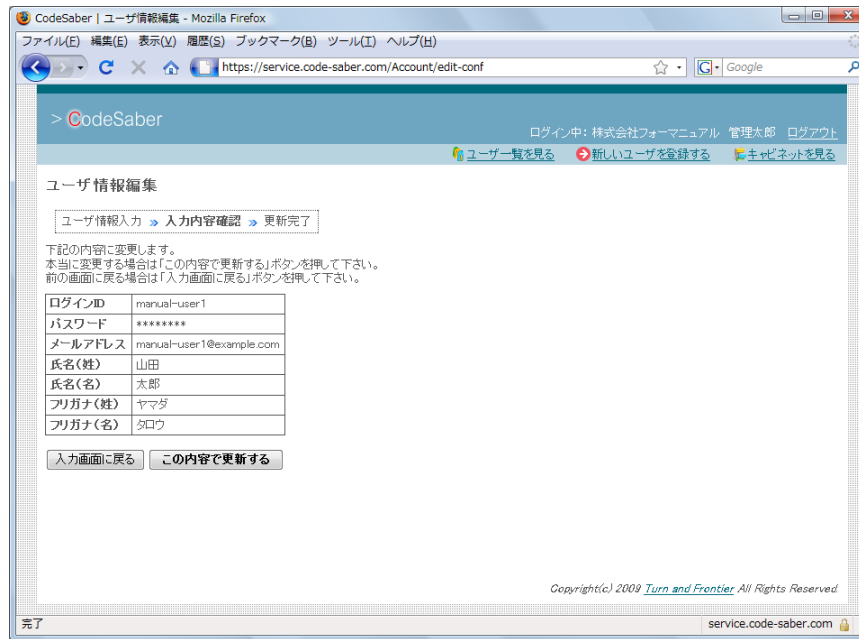 CodeSaber | ユーザ情報編集 - Mozilla Firefox
ファイル(F) 編集(E) 表示(V) 履歴(S) ブックマーク(B) ツール(T) ヘルプ(H)
https://service.code-saber.com/Account/edit-conf
G Google
> CodeSaber
ログイン中: 株式会社フォーマニュアル 管理太郎 ログアウト
ユーザ一覧を見る 新しいユーザを登録する キャビネットを見る
ユーザ情報編集
ユーザ情報入力 » 入力内容確認 » 更新完了
下記の内容に変更します。
本当に変更する場合は「この内容で更新する」ボタンを押して下さい。
前の画面に戻る場合は「入力画面に戻る」ボタンを押して下さい。
ログインID manual-user1
パスワード ********
メールアドレス manual-user1@example.com
氏名(姓) 山田
氏名(名) 太郎
フリガナ(姓) ヤマダ
フリガナ(名) タロウ
入力画面に戻る この内容で更新する
Copyright(c) 2009 Turn and Frontier All Rights Reserved.
完了 service.code-saber.com